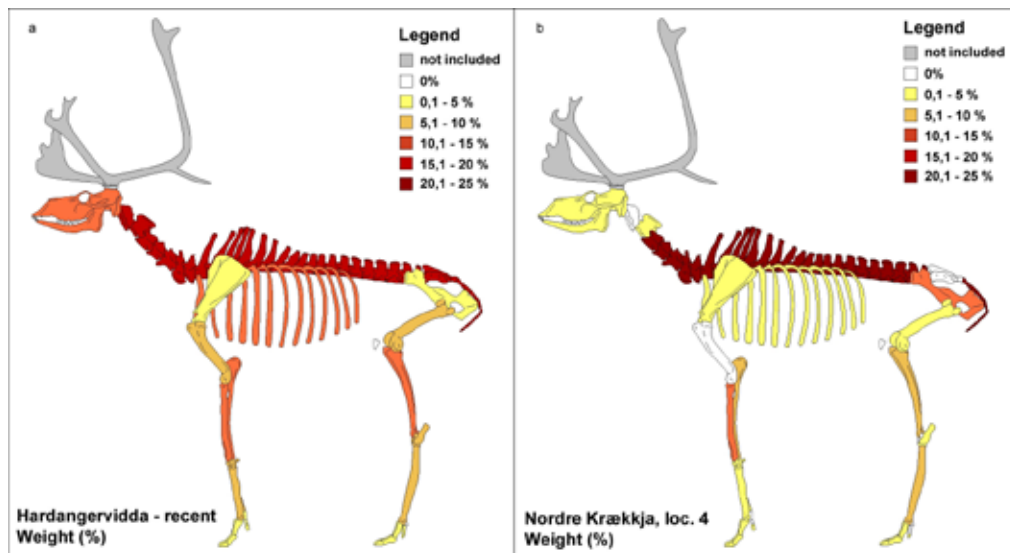 a
Legend
not included
0%
0,1 - 5 %
5,1 - 10 %
10,1 - 15 %
15,1 - 20 %
20,1 - 25 %
Hardangervidda - recent
Weight (%)
b
Legend
not included
0%
0,1 - 5 %
5,1 - 10 %
10,1 - 15 %
15,1 - 20 %
20,1 - 25 %
Nordre Krækkja, loc. 4
Weight (%)